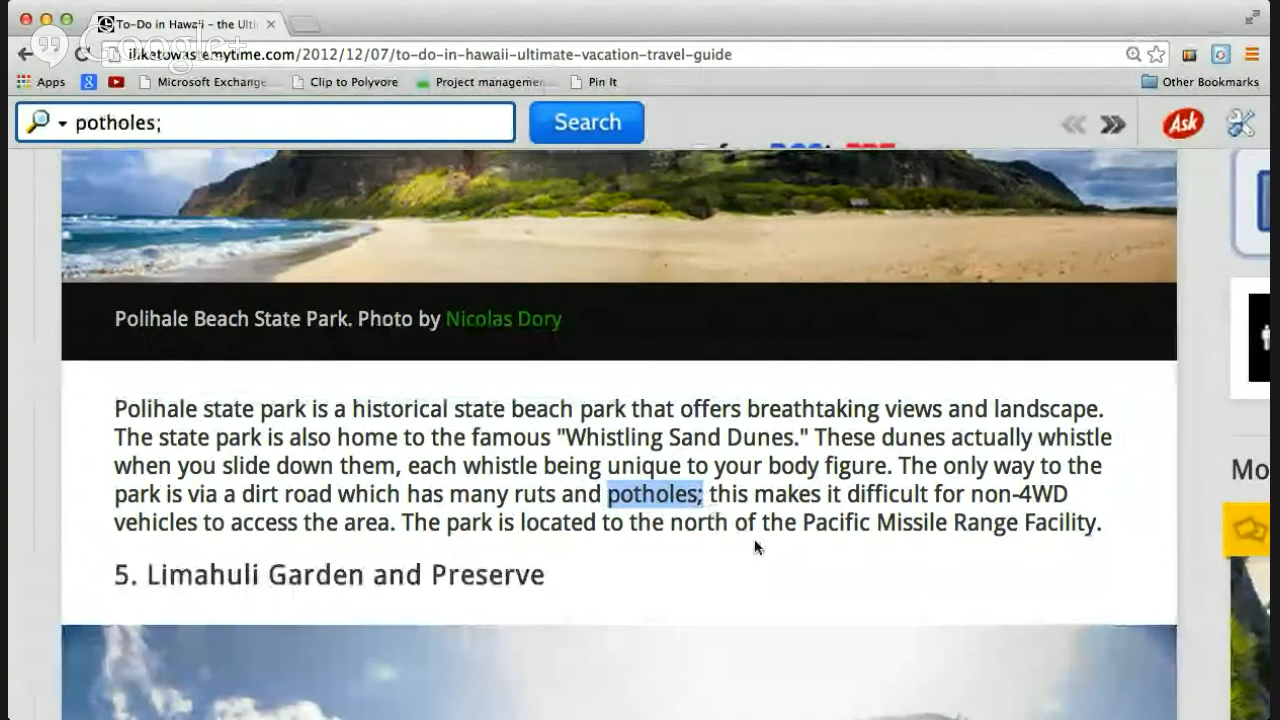 To-Do in Hawaii - the Ulti
Google+
iliketowastemytime.com/2012/12/07/to-do-in-hawaii-ultimate-vacation-travel-guide
Apps
Microsoft Exchange
Clip to Polyvore
Project managemen
Pin It
Other Bookmarks
potholes;
Search
Ask
Polihale Beach State Park. Photo by Nicolas Dory
Polihale state park is a historical state beach park that offers breathtaking views and landscape.
The state park is also home to the famous "Whistling Sand Dunes." These dunes actually whistle
when you slide down them, each whistle being unique to your body figure. The only way to the
park is via a dirt road which has many ruts and potholes; this makes it difficult for non-4WD
vehicles to access the area. The park is located to the north of the Pacific Missile Range Facility.
Mo
5. Limahuli Garden and Preserve